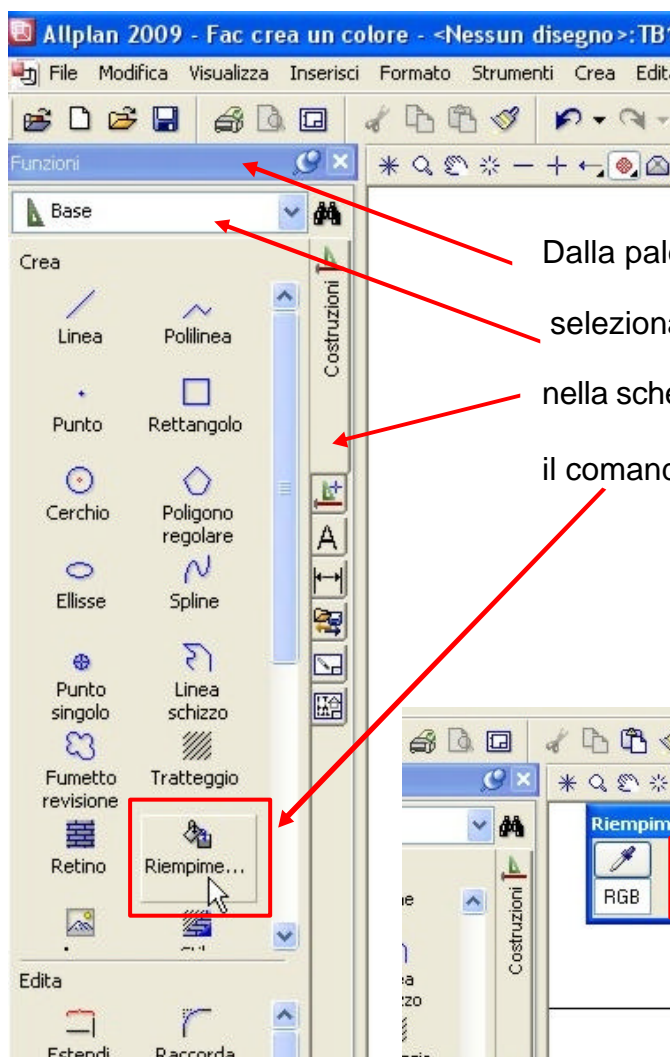 Allplan 2009 - Fac crea un colore - <Nessun disegno>:TB1
File Modifica Visualizza Inserisci Formato Strumenti Crea Edita
Funzioni
Base
Crea
Costruzioni
Linea Polilinea
Punto Rettangolo
Cerchio Poligono regolare
Ellisse Spline
Punto singolo Linea schizzo
Fumetto revisione Tratteggio
Retino Riempime...
Edita
Estendi Raccorda
Dalla pal
seleziona
nella sche
il comand
Riempim
RGB
Costruzioni